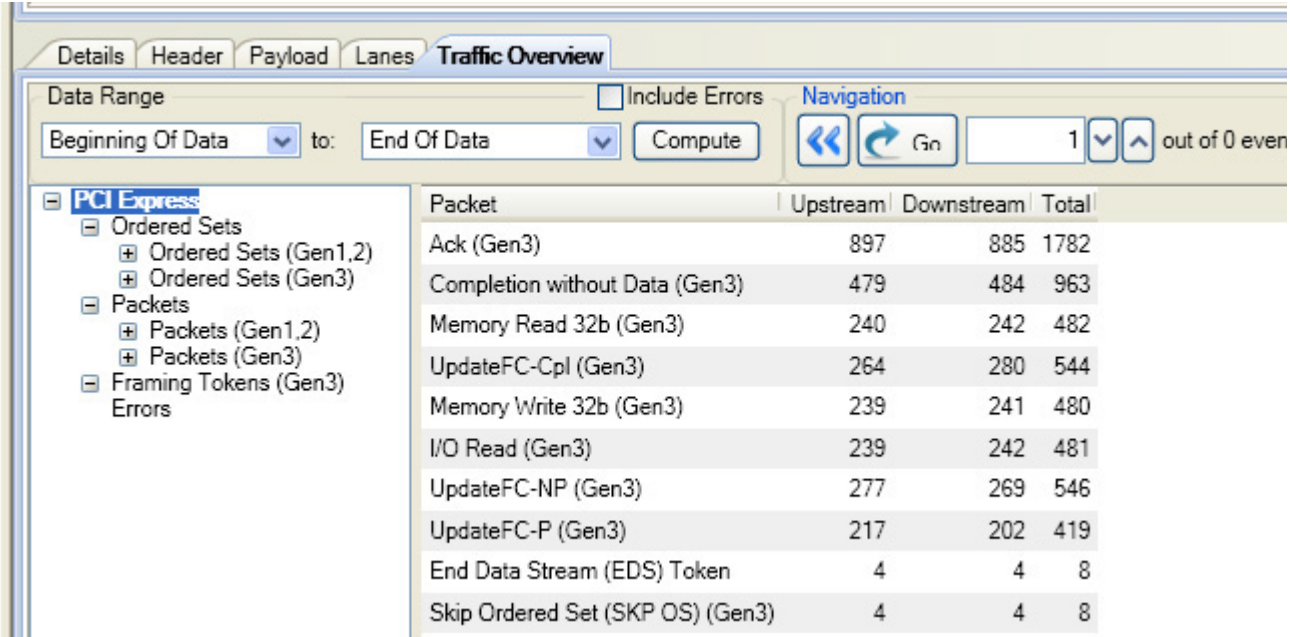 Details Header Payload Lanes Traffic Overview
Data Range Include Errors Navigation
Beginning Of Data to: End Of Data Compute Go 1 out of 0 even
PCI Express
Ordered Sets
Ordered Sets (Gen1,2)
Ordered Sets (Gen3)
Packets
Packets (Gen1,2)
Packets (Gen3)
Framing Tokens (Gen3)
Errors
Packet Upstream Downstream Total
Ack (Gen3) 897 885 1782
Completion without Data (Gen3) 479 484 963
Memory Read 32b (Gen3) 240 242 482
UpdateFC-Cpl (Gen3) 264 280 544
Memory Write 32b (Gen3) 239 241 480
I/O Read (Gen3) 239 242 481
UpdateFC-NP (Gen3) 277 269 546
UpdateFC-P (Gen3) 217 202 419
End Data Stream (EDS) Token 4 4 8
Skip Ordered Set (SKP OS) (Gen3) 4 4 8